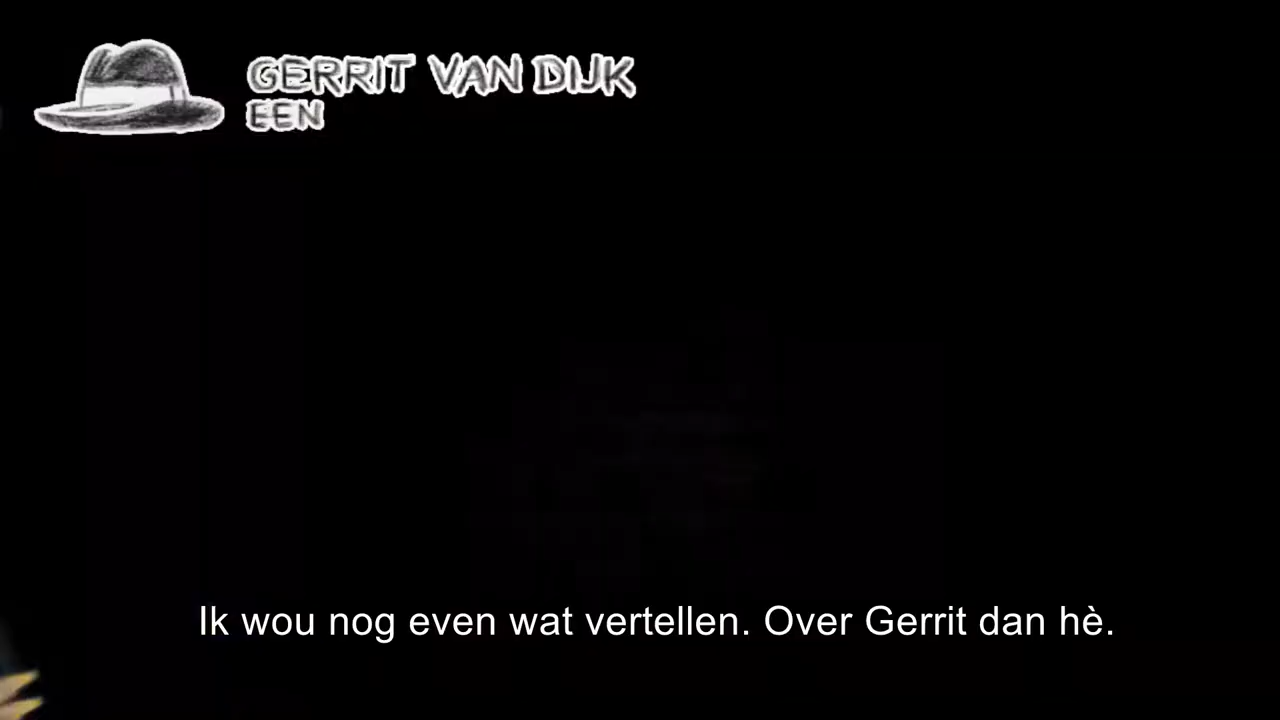 GERRIT VAN DIJK
EEN
Ik wou nog even wat vertellen. Over Gerrit dan hè.